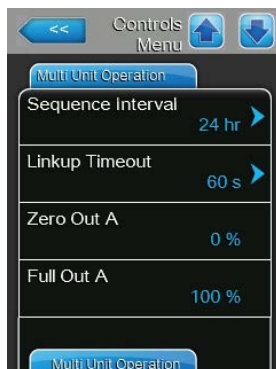 << Controls
Menu
Multi Unit Operation
Sequence Interval
24 hr
Linkup Timeout
60 s
Zero Out A
0 %
Full Out A
100 %
Multi Unit Operation